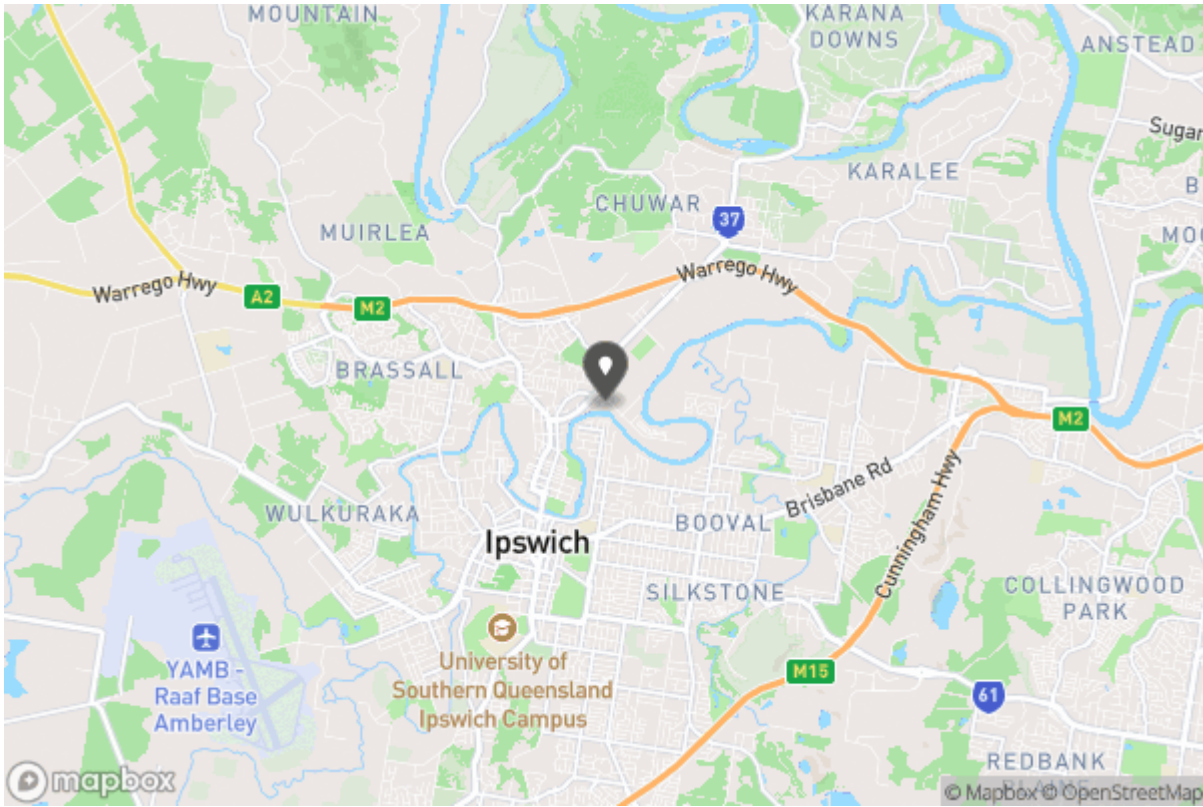 MOUNTAIN
KARANA
DOWNS
ANSTEAD
Sugar
KARALEE
B
CHUWAR
37
MUIRLEA
MOO
Warrego Hwy
Warrego Hwy
A2
M2
BRASSALL
M2
Brisbane Rd
Cunningham Hwy
WULKURAKA
BOOVAL
Ipswich
SILKSTONE
COLLINGWOOD
PARK
University of
Southern Queensland
Ipswich Campus
YAMB -
Raaf Base
Amberley
M15
61
REDBANK
mapbox
© Mapbox © OpenStreetMap